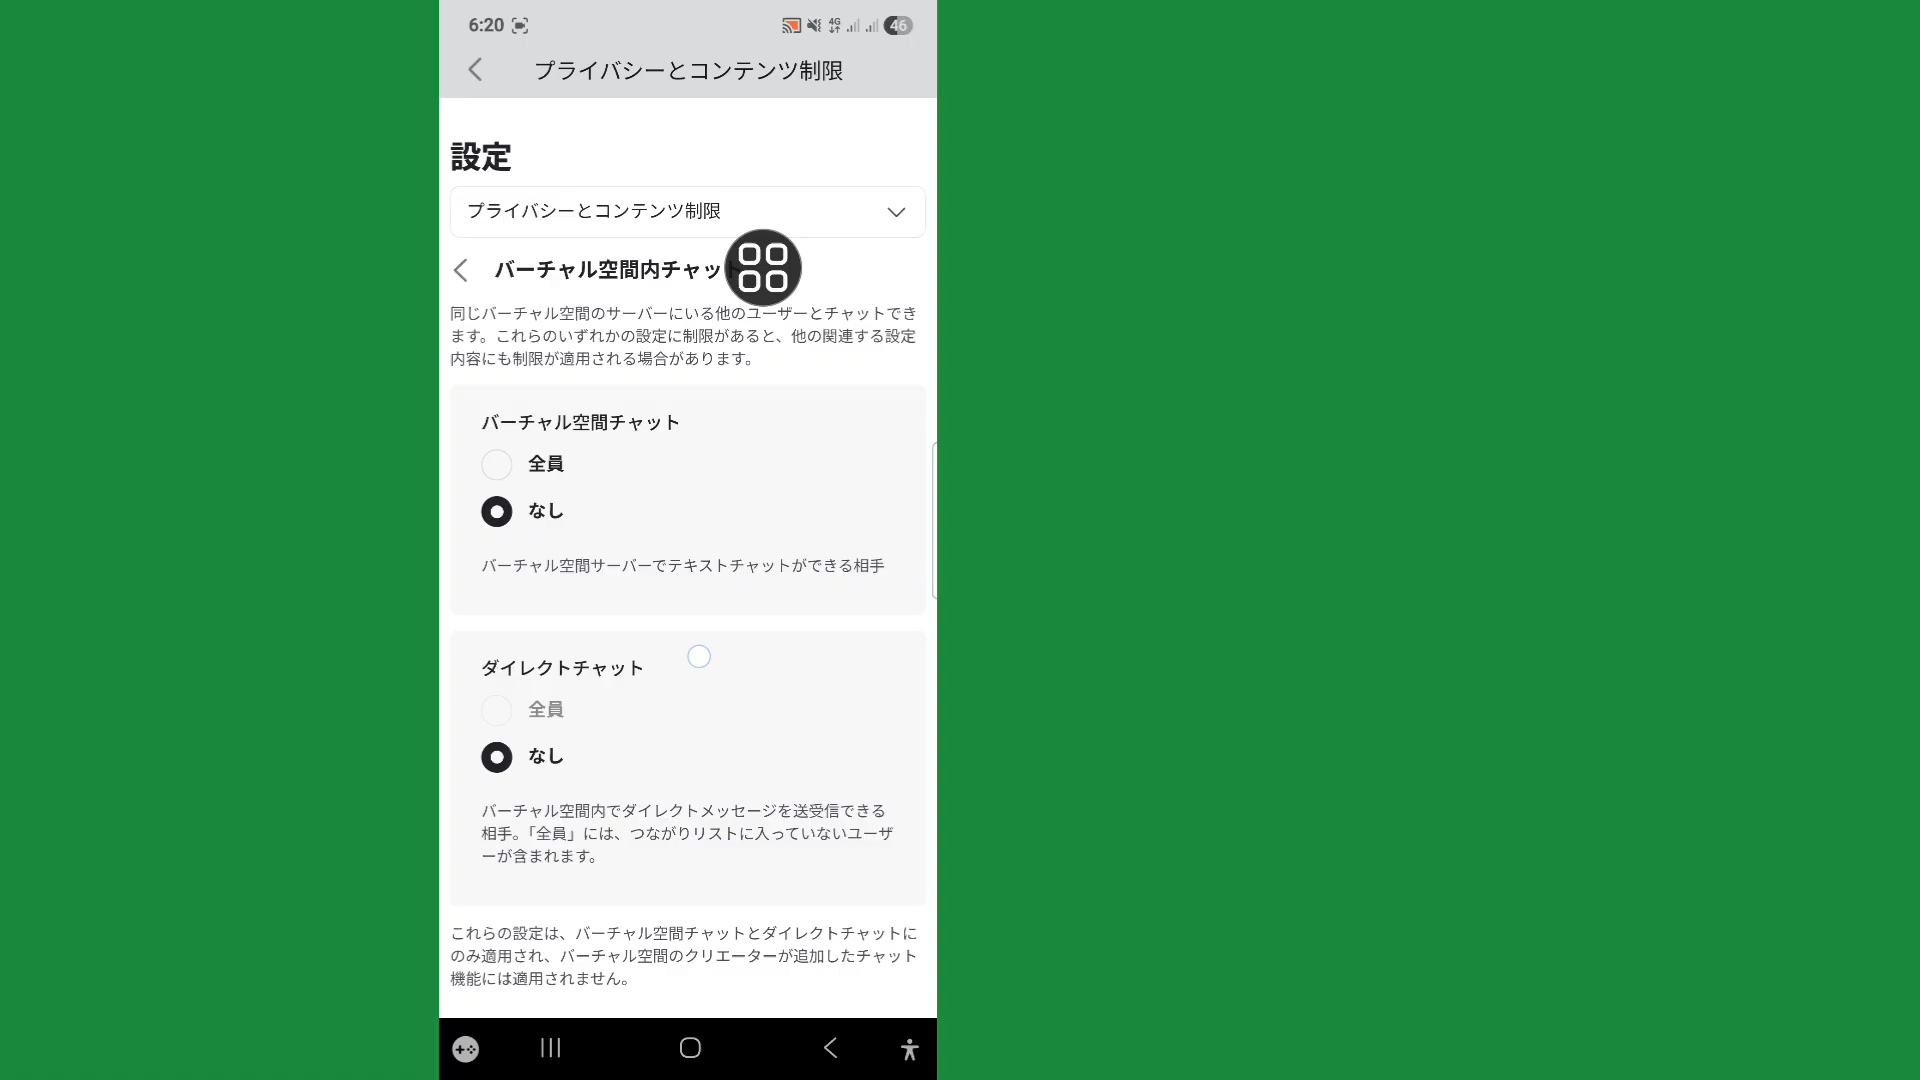 6:20
4G
46
プライバシーとコンテンツ制限
設定
プライバシーとコンテンツ制限
バーチャル空間内チャット
同じバーチャル空間のサーバーにいる他のユーザーとチャットでき
ます。これらのいずれかの設定に制限があると、他の関連する設定
内容にも制限が適用される場合があります。
バーチャル空間チャット
全員
なし
バーチャル空間サーバーでテキストチャットができる相手
ダイレクトチャット
全員
なし
バーチャル空間内でダイレクトメッセージを送受信できる
相手。「全員」には、つながりリストに入っていないユーザ
ーが含まれます。
これらの設定は、バーチャル空間チャットとダイレクトチャットに
のみ適用され、バーチャル空間のクリエーターが追加したチャット
機能には適用されません。